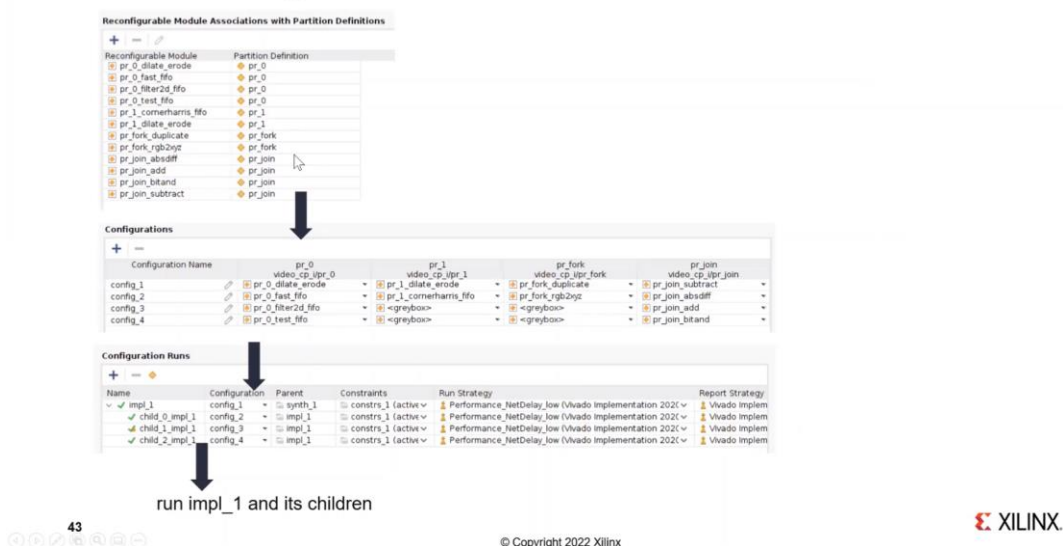 Reconfigurable Module Associations with Partition Definitions
Reconfigurable Module Partition Definition
pr_0_dilate_erode pr_0
pr_0_fast_fifo pr_0
pr_0_filter2d_fifo pr_0
pr_0_test_fifo pr_0
pr_1_cornerharris_fifo pr_1
pr_1_dilate_erode pr_1
pr_fork_duplicate pr_fork
pr_fork_rgb2xyz pr_fork
pr_join_absdiff pr_join
pr_join_add pr_join
pr_join_bitand pr_join
pr_join_subtract pr_join
Configurations
Configuration Name pr_0 pr_1 pr_fork pr_join
video_cp_i/pr_0 video_cp_i/pr_1 video_cp_i/pr_fork video_cp_i/pr_join
config_1 pr_0_dilate_erode pr_1_dilate_erode pr_fork_duplicate pr_join_subtract
config_2 pr_0_fast_fifo pr_1_cornerharris_fifo pr_fork_rgb2xyz pr_join_absdiff
config_3 pr_0_filter2d_fifo <greybox> <greybox> pr_join_add
config_4 pr_0_test_fifo <greybox> <greybox> pr_join_bitand
Configuration Runs
Name Configuration Parent Constraints Run Strategy Report Strategy
impl_1 config_1 synth_1 constrs_1 (active Performance_NetDelay_low (Vivado Implementation 202( Vivado Implem
child_0_impl_1 config_2 impl_1 constrs_1 (active Performance_NetDelay_low (Vivado Implementation 202( Vivado Implem
child_1_impl_1 config_3 impl_1 constrs_1 (active Performance_NetDelay_low (Vivado Implementation 202( Vivado Implem
child_2_impl_1 config_4 impl_1 constrs_1 (active Performance_NetDelay_low (Vivado Implementation 202( Vivado Implem
run impl_1 and its children
43
© Copyright 2022 Xilinx
XILINX.